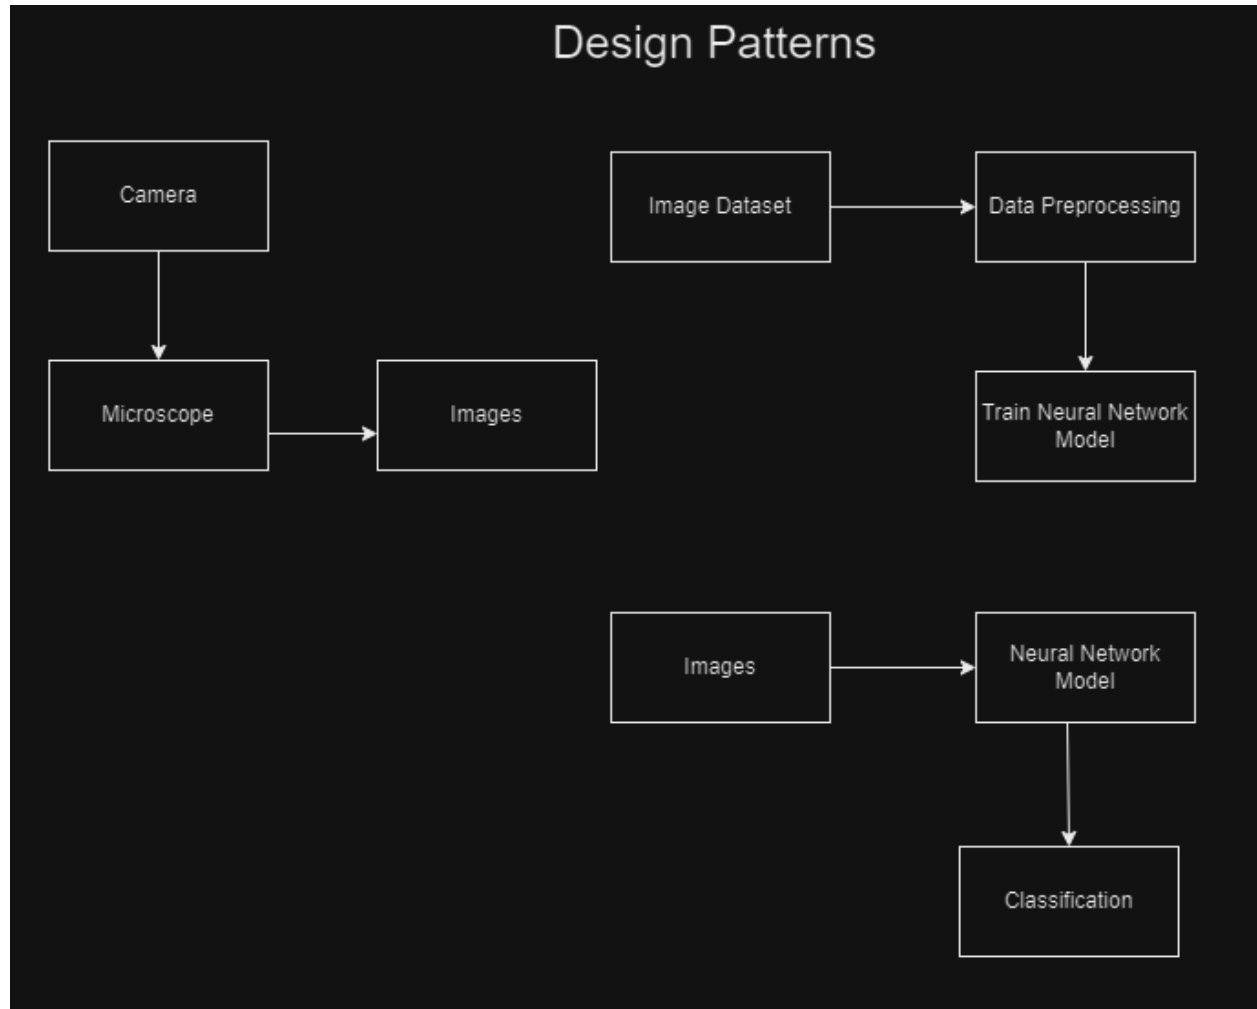 Design Patterns
Camera
Image Dataset
Data Preprocessing
Microscope
Images
Train Neural Network
Model
Images
Neural Network
Model
Classification